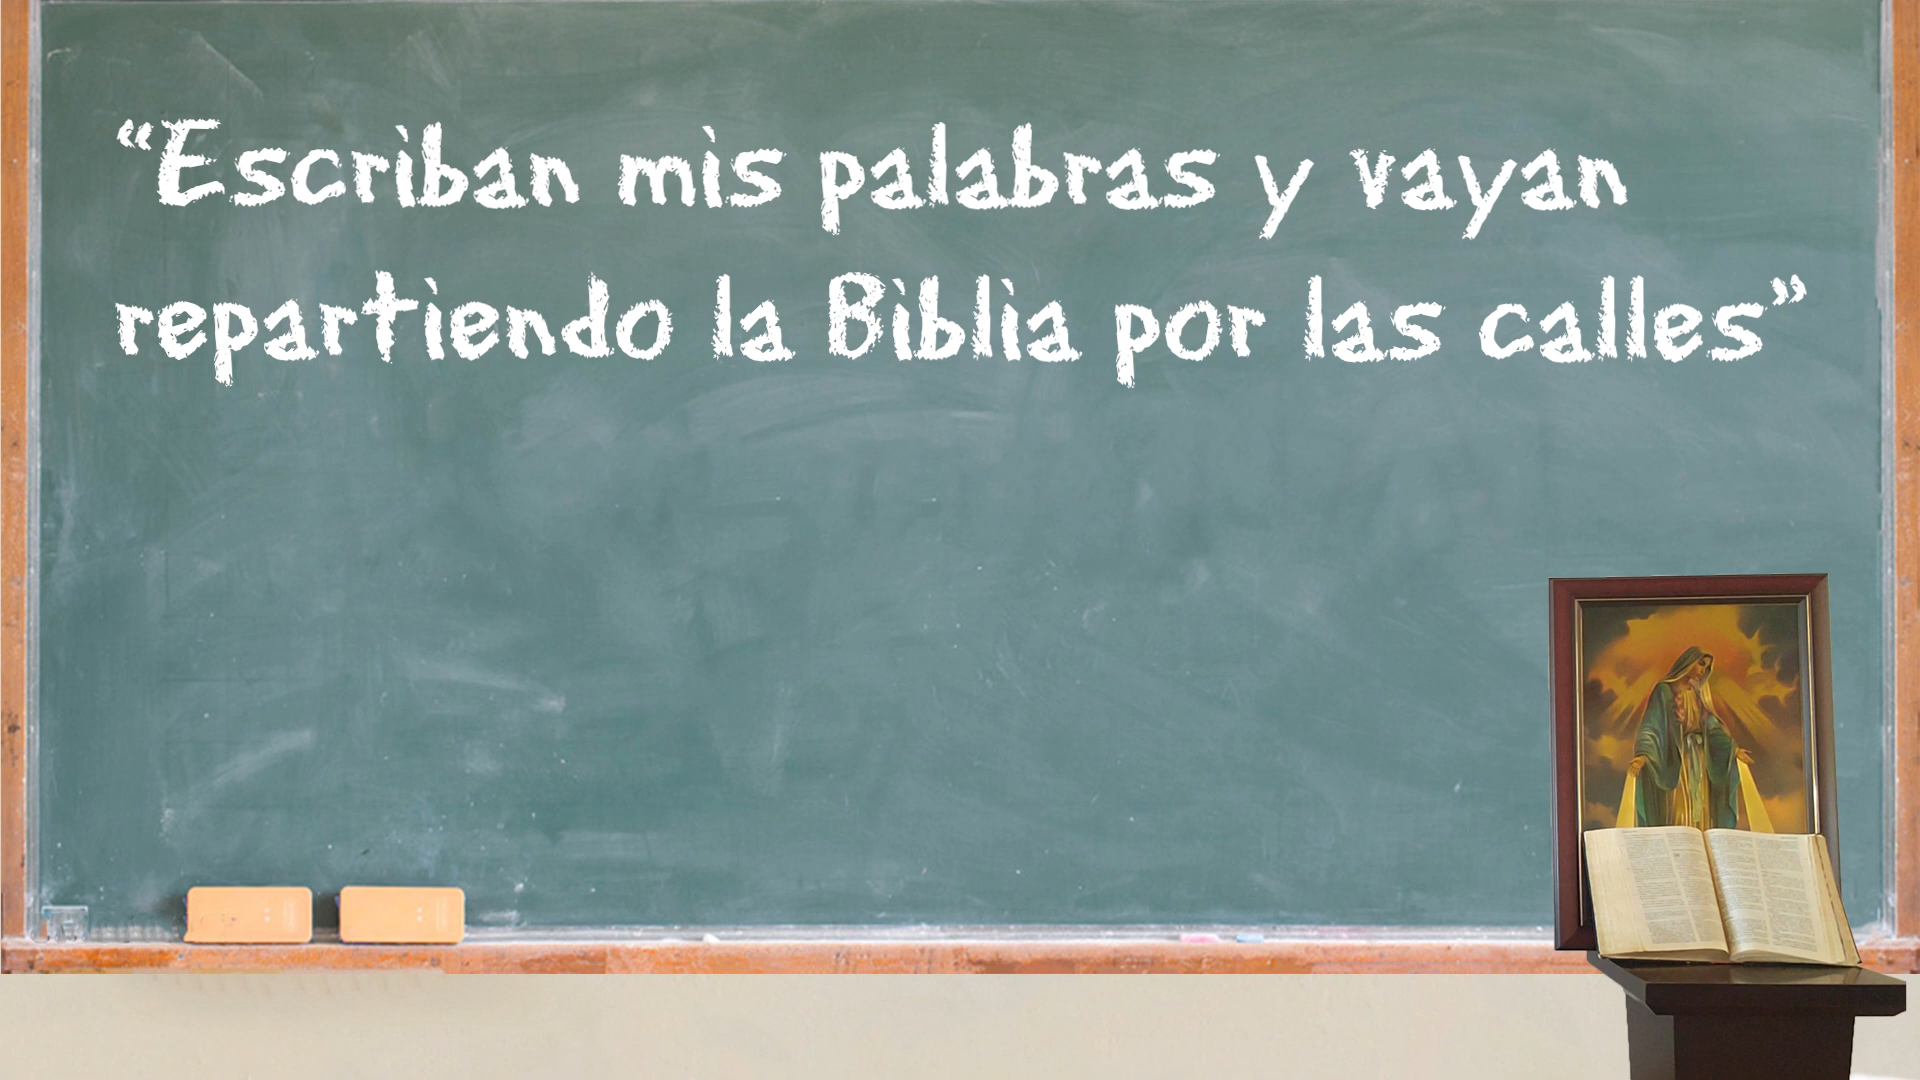 “Escriban mis palabras y vayan
repartiendo la Biblia por las calles”